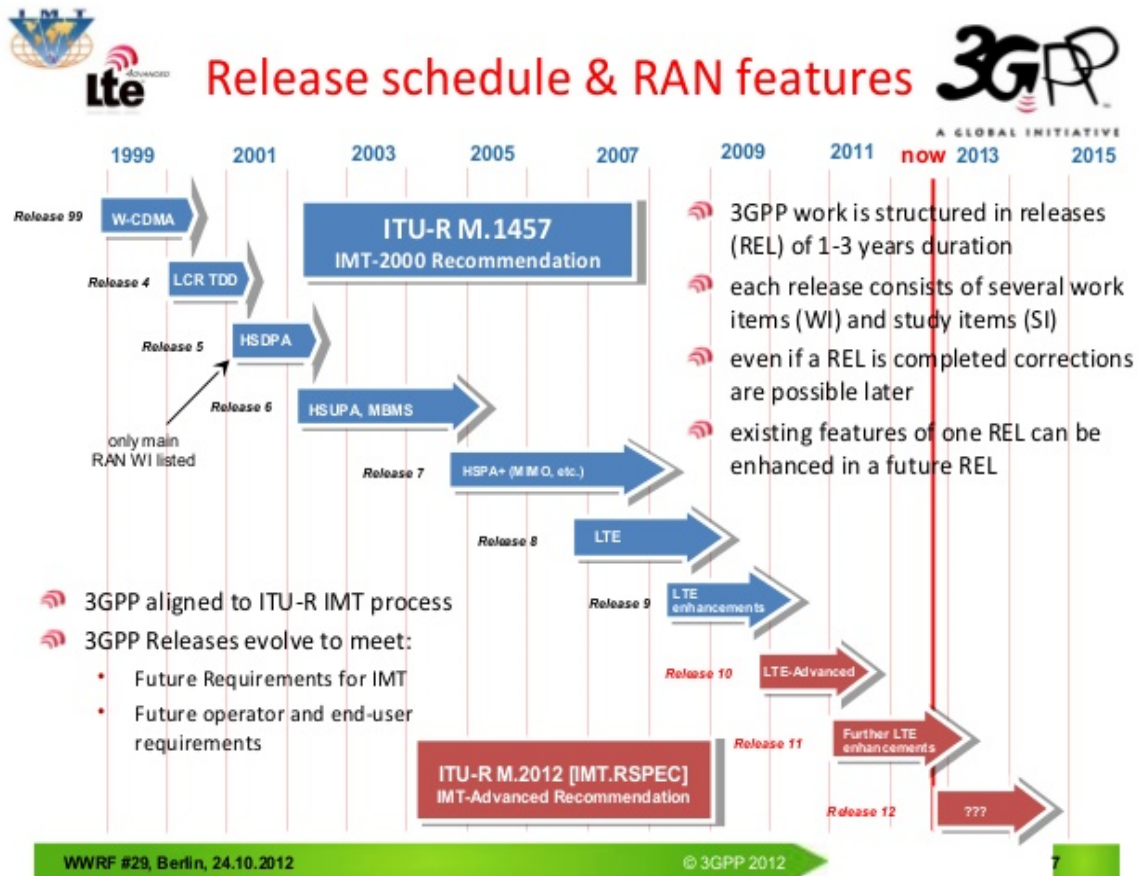 IMT
Lte ADVANCED
Release schedule & RAN features
3GPP
A GLOBAL INITIATIVE
1999 2001 2003 2005 2007 2009 2011 now 2013 2015
Release 99 W-CDMA
Release 4 LCR TDD
Release 5 HSDPA
Release 6 HSUPA, MBMS
only main
RAN WI listed
Release 7 HSPA+ (MIMO, etc.)
Release 8 LTE
Release 9 LTE
enhancements
Release 10 LTE-Advanced
Release 11 Further LTE
enhancements
Release 12 ???
ITU-R M.1457
IMT-2000 Recommendation
3GPP work is structured in releases
(REL) of 1-3 years duration
each release consists of several work
items (WI) and study items (SI)
even if a REL is completed corrections
are possible later
existing features of one REL can be
enhanced in a future REL
3GPP aligned to ITU-R IMT process
3GPP Releases evolve to meet:
• Future Requirements for IMT
• Future operator and end-user
requirements
ITU-R M.2012 [IMT.RSPEC]
IMT-Advanced Recommendation
WWRF #29, Berlin, 24.10.2012
© 3GPP 2012
7